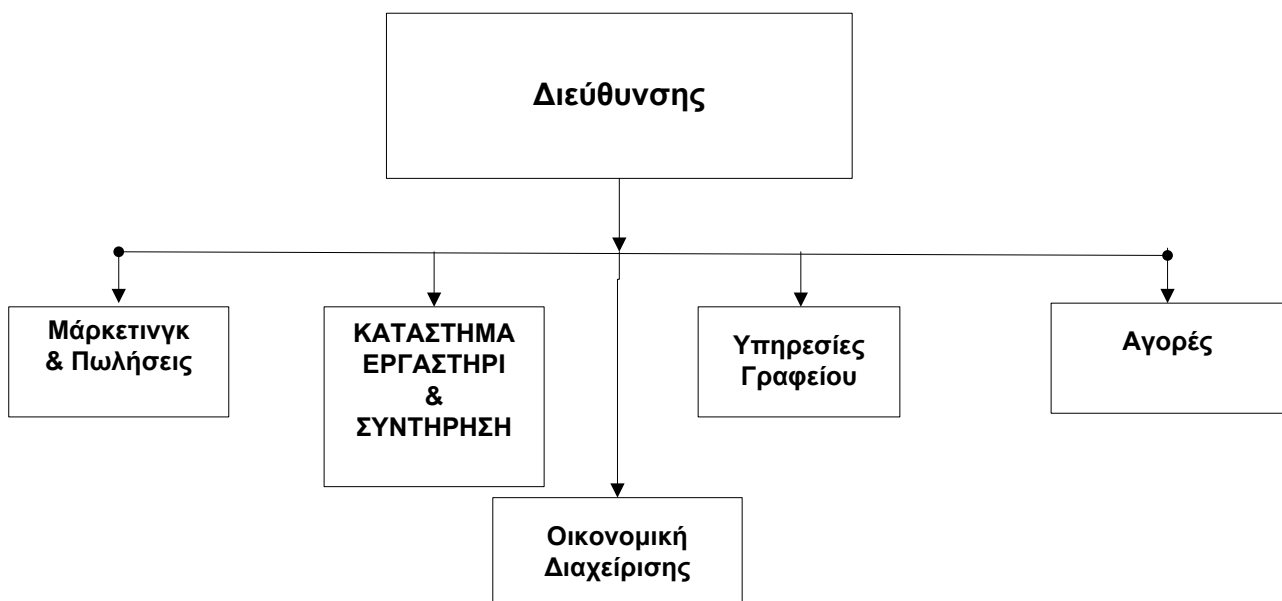 Διεύθυνσης
Μάρκετινγκ
& Πωλήσεις
ΚΑΤΑΣΤΗΜΑ
ΕΡΓΑΣΤΗΡΙ
&
ΣΥΝΤΗΡΗΣΗ
Υπηρεσίες
Γραφείου
Αγορές
Οικονομική
Διαχείρισης